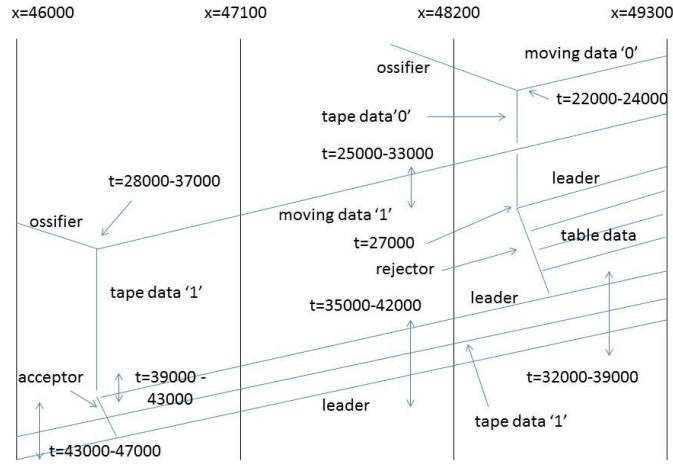 x=46000
x=47100
x=48200
x=49300
moving data ‘0’
ossifier
t=22000-24000
tape data’0’
t=25000-33000
t=28000-37000
leader
ossifier
moving data ‘1’
t=27000
table data
rejector
tape data ‘1’
t=35000-42000
leader
acceptor
t=39000 -
43000
t=32000-39000
leader
tape data ‘1’
t=43000-47000